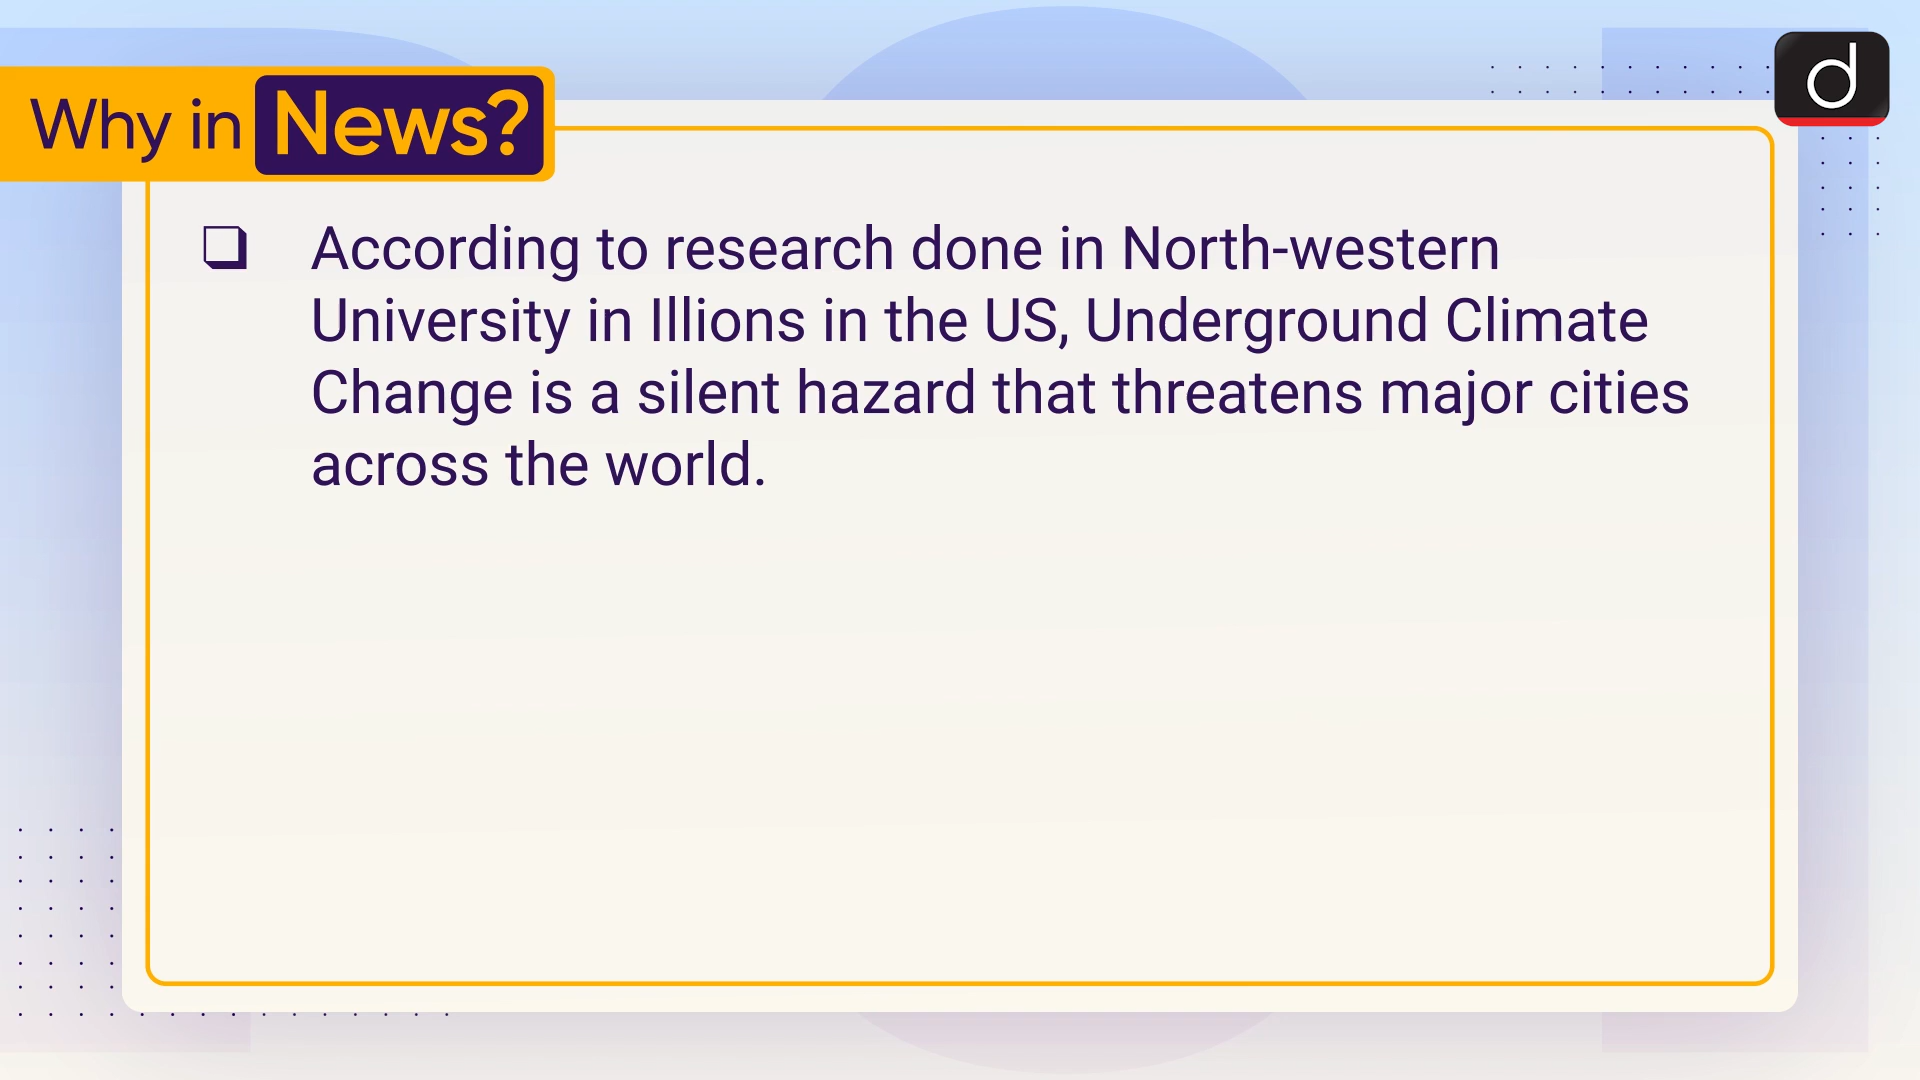 Why in News?
❑ According to research done in North-western
University in Illions in the US, Underground Climate
Change is a silent hazard that threatens major cities
across the world.
d